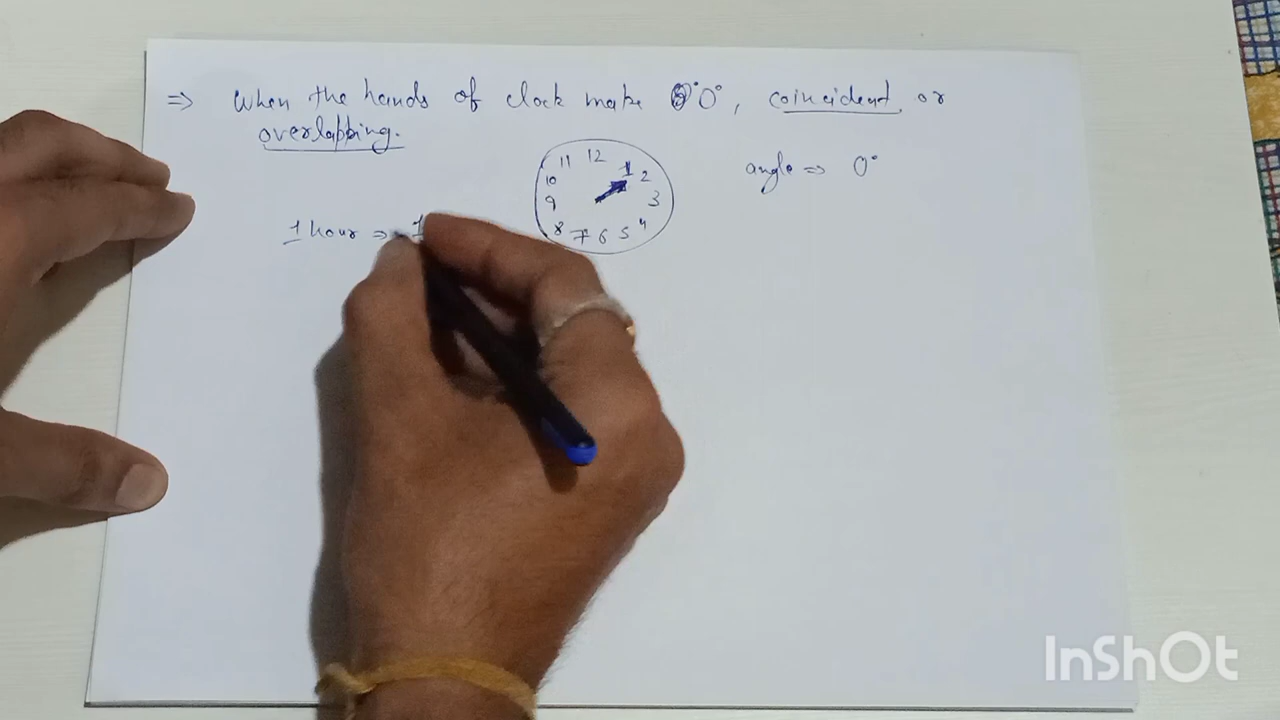 ⇒ When the hands of clock make 0°, coincident or
overlapping.
angle ⇒ 0°
11 12 1
10 2
9 3
8 7 6 5 4
1 hour ⇒ 1
InShOt